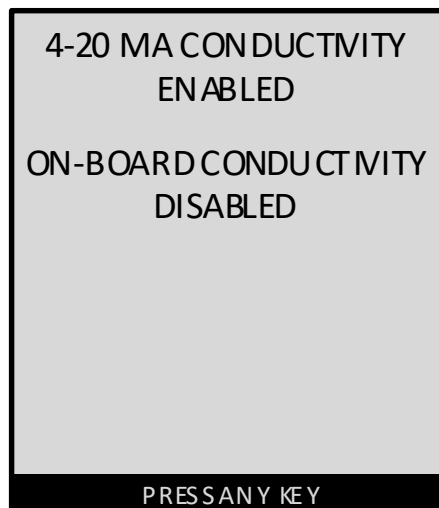 4-20 MA CONDUCTIVITY
ENABLED
ON-BOARD CONDUCTIVITY
DISABLED
PRESS ANY KEY